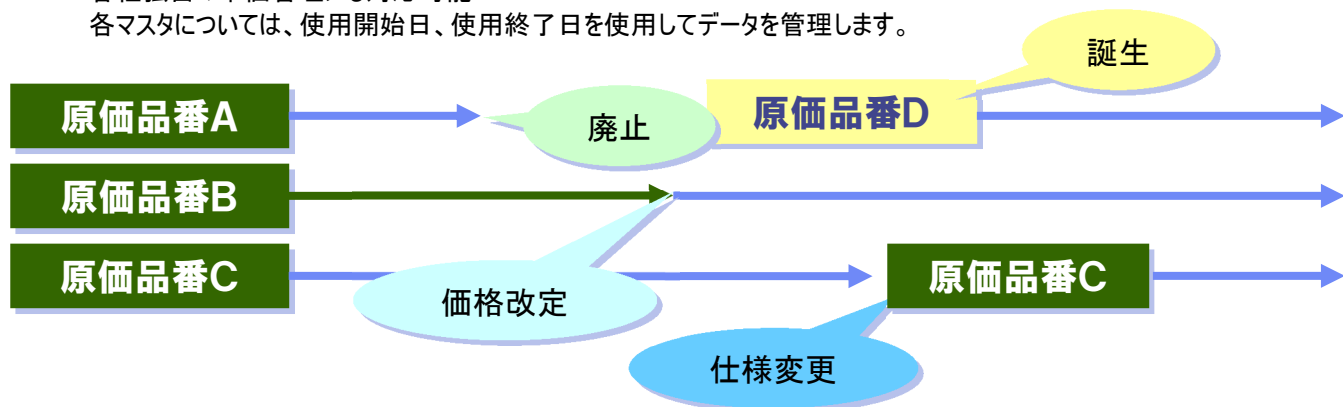 各マスタについては、使用開始日、使用終了日を使用してデータを管理します。
誕生
原価品番A
廃止
原価品番D
原価品番B
原価品番C
価格改定
原価品番C
仕様変更